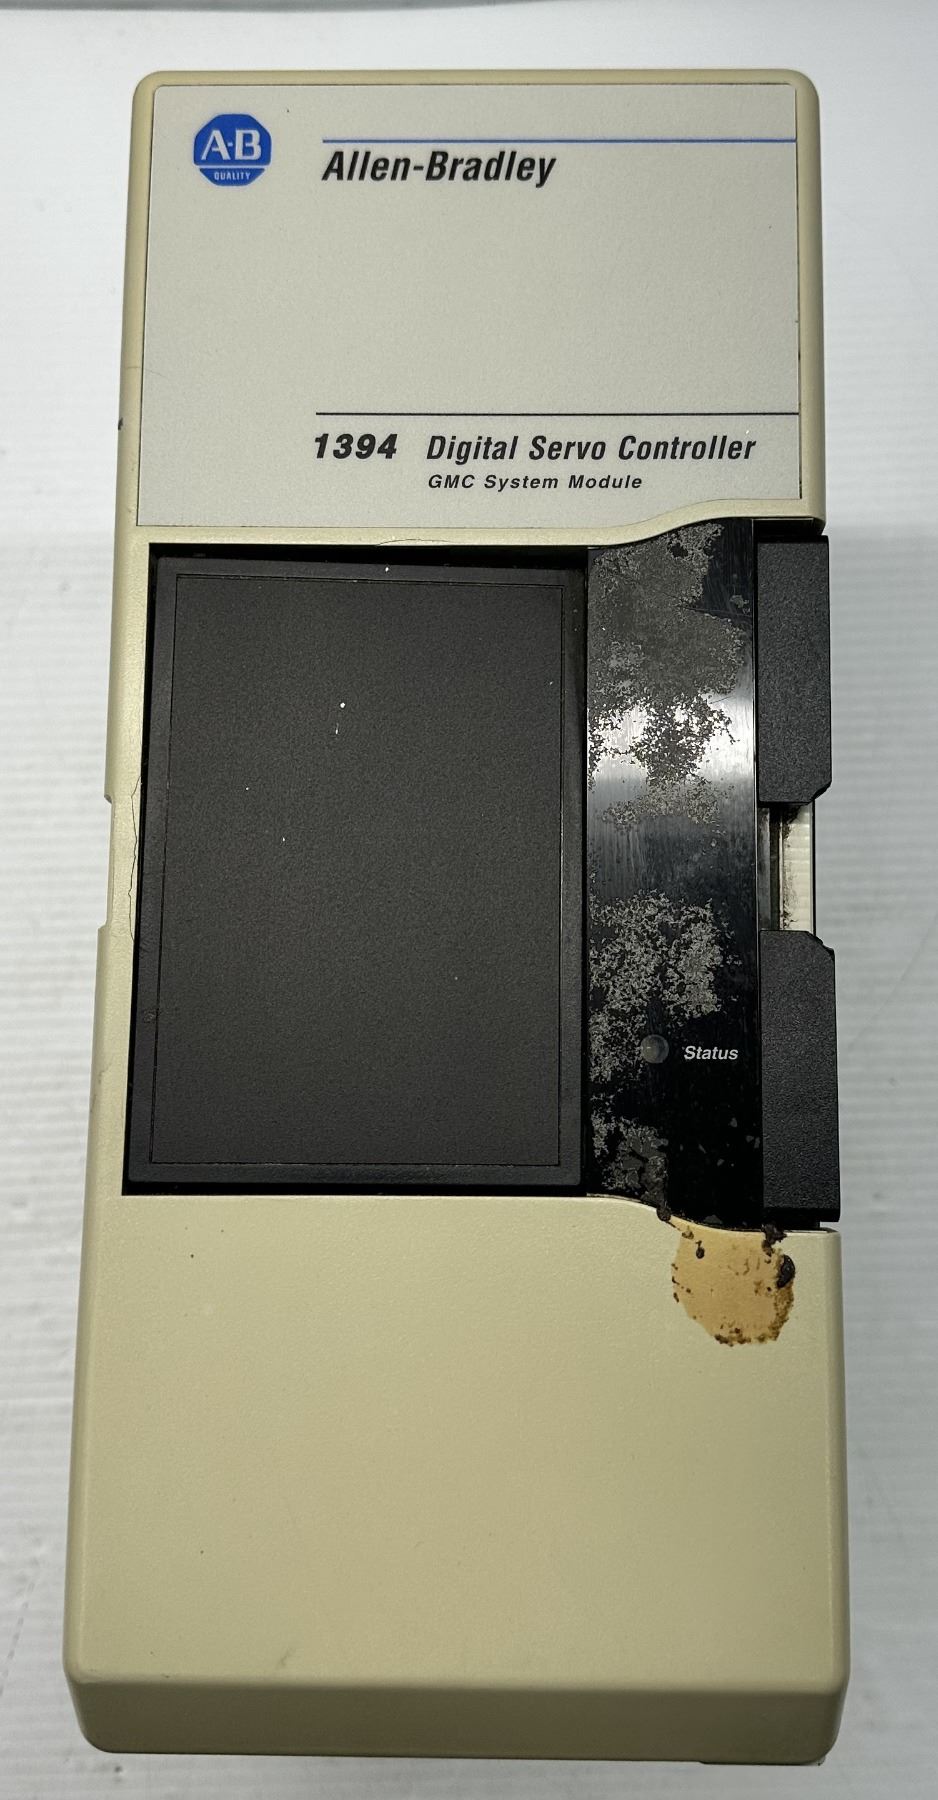 A-B
QUALITY
Allen-Bradley
1394 Digital Servo Controller
GMC System Module
Status